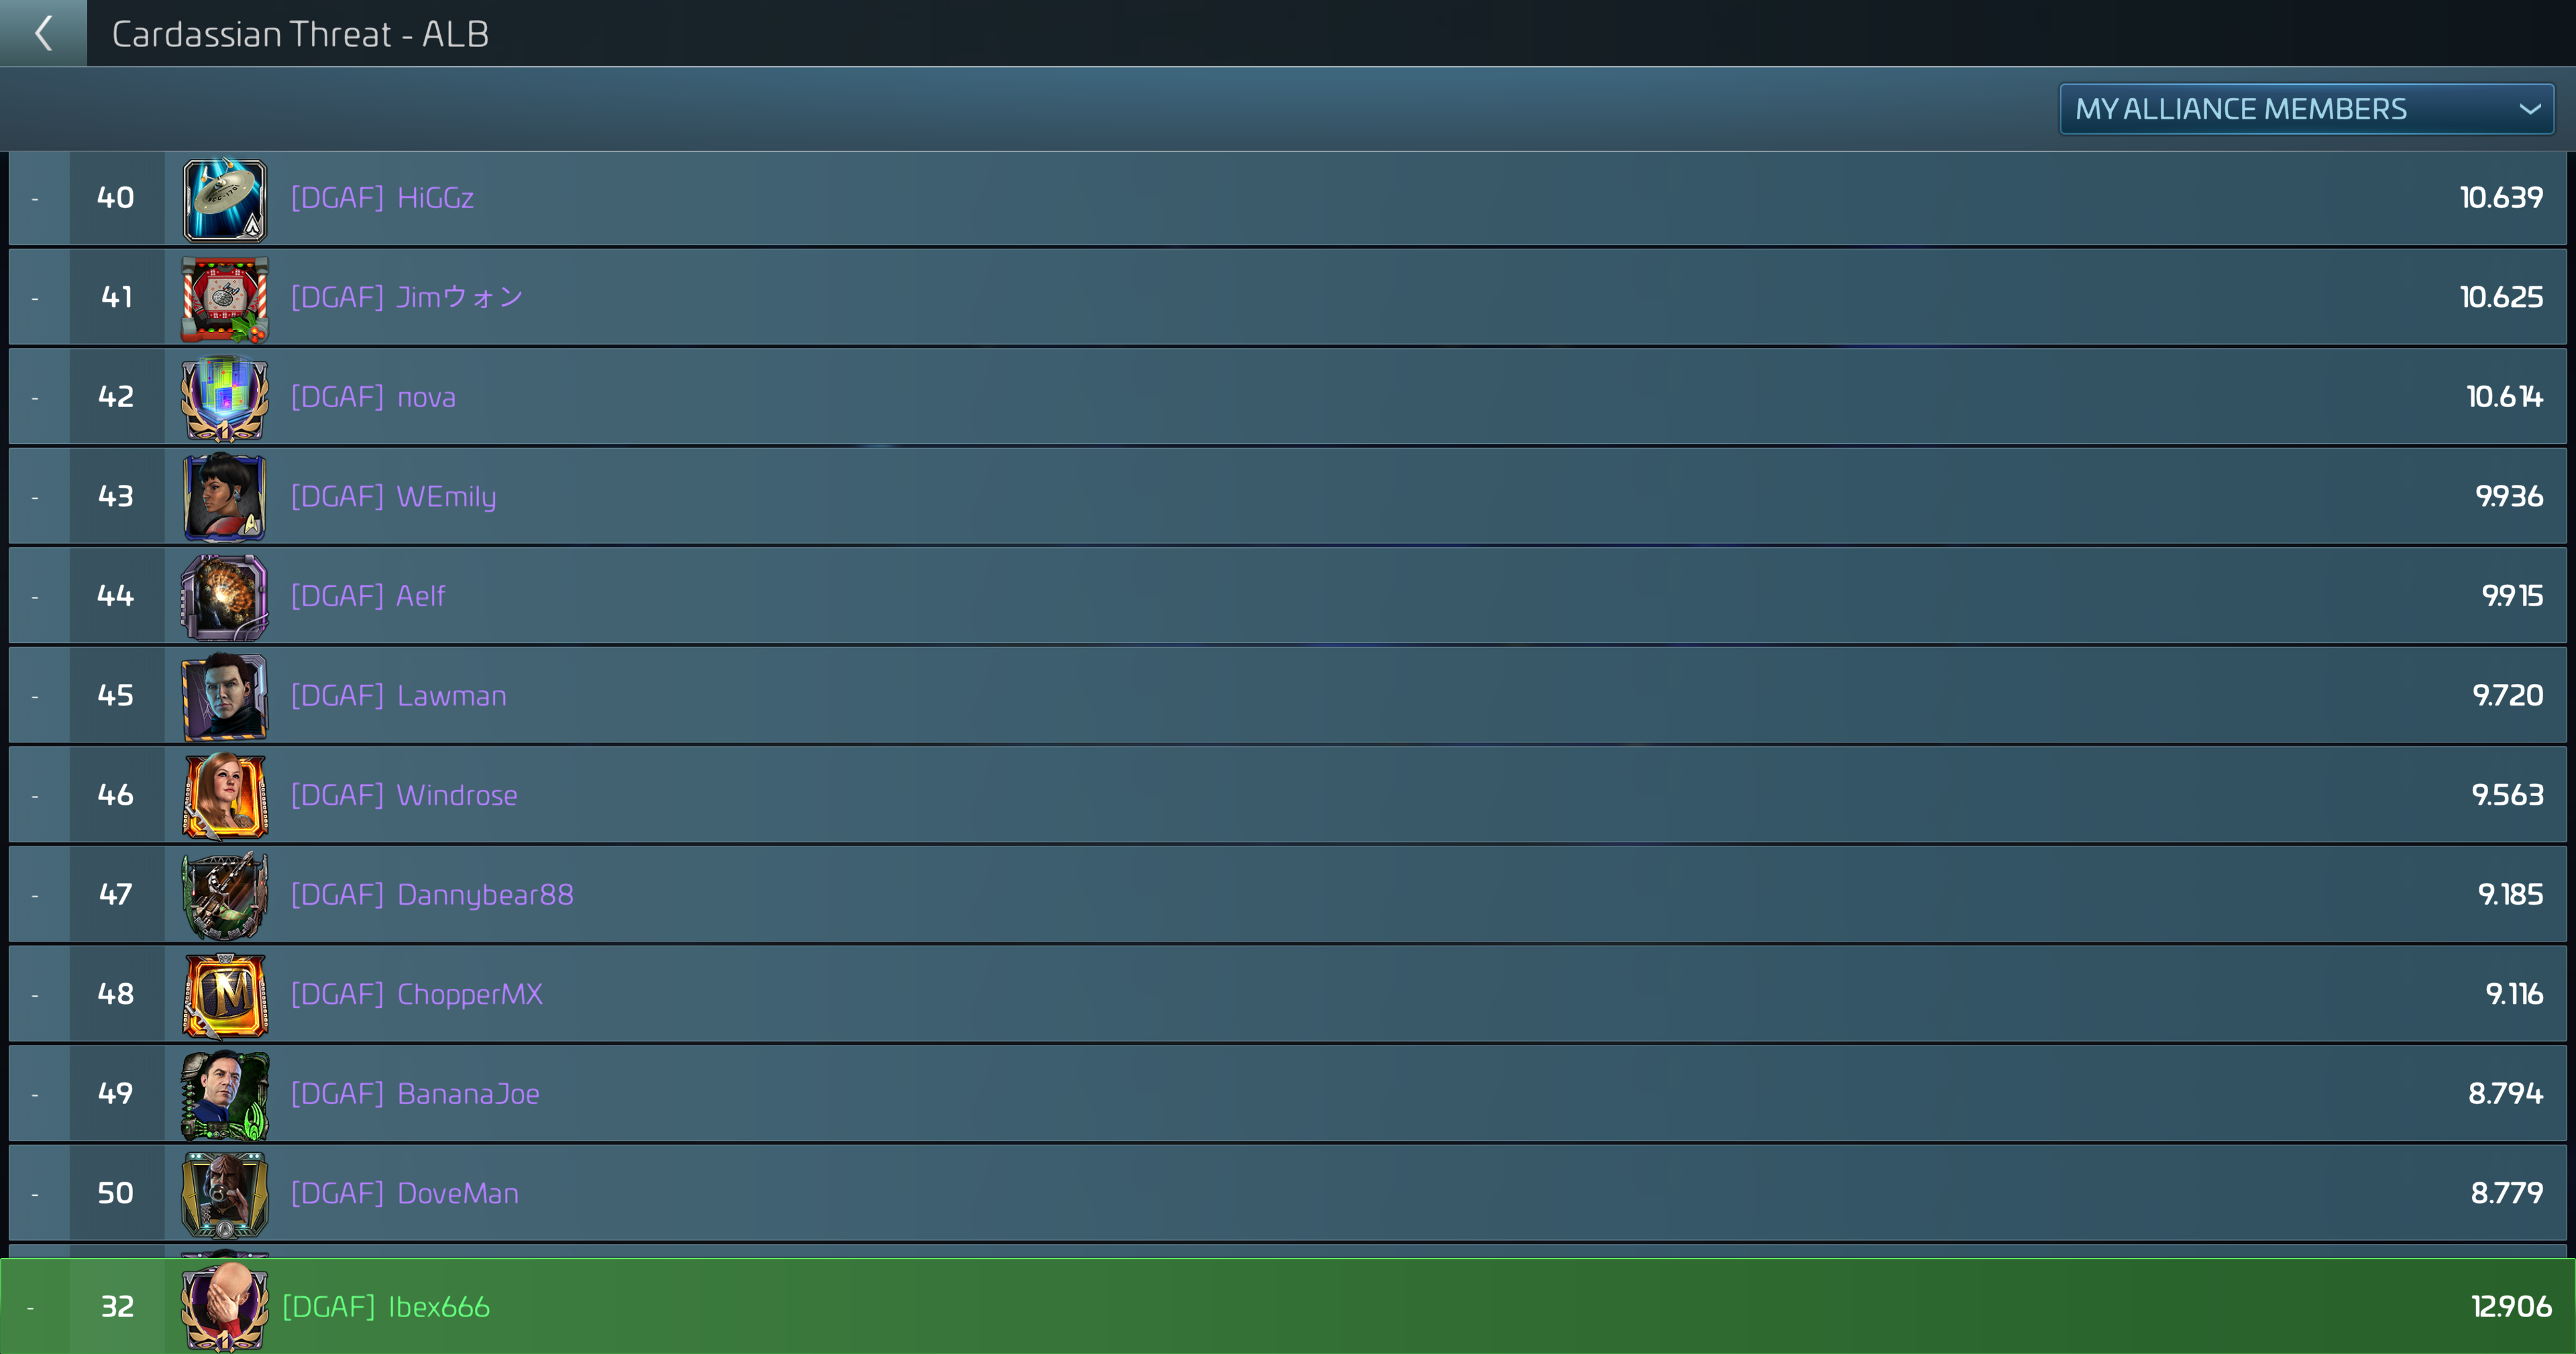 Cardassian Threat - ALB
MY ALLIANCE MEMBERS
- 40 [DGAF] HiGGz 10.639
- 41 [DGAF] Jimウォン 10.625
- 42 [DGAF] nova 10.614
- 43 [DGAF] WEmily 9.936
- 44 [DGAF] Aelf 9.915
- 45 [DGAF] Lawman 9.720
- 46 [DGAF] Windrose 9.563
- 47 [DGAF] Dannybear88 9.185
- 48 [DGAF] ChopperMX 9.116
- 49 [DGAF] BananaJoe 8.794
- 50 [DGAF] DoveMan 8.779
- 32 [DGAF] Ibex666 12.906